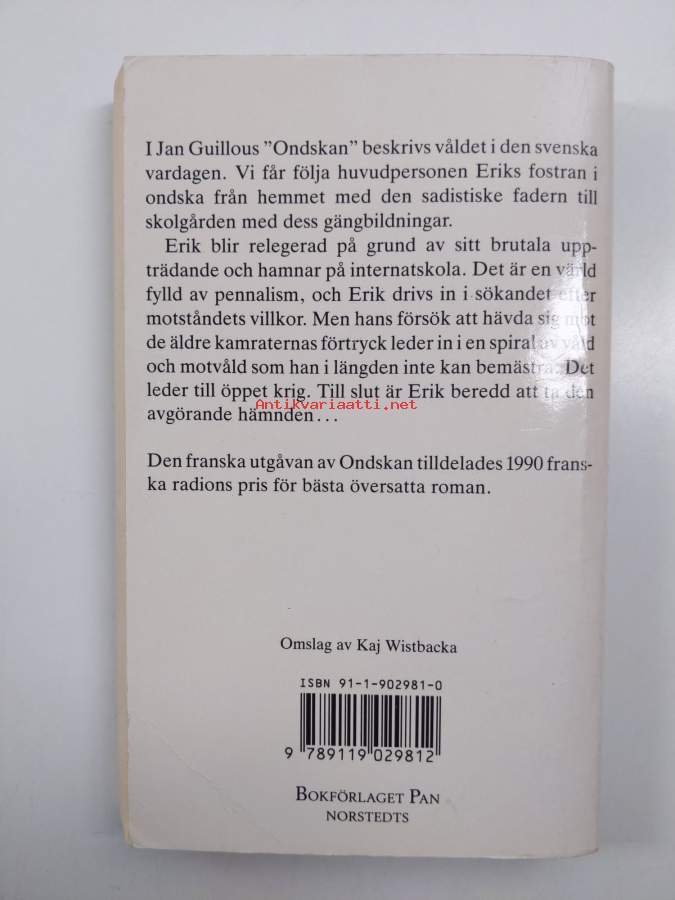 I Jan Guillous ”Ondskan” beskrivs våldet i den svenska
vardagen. Vi får följa huvudpersonen Eriks fostran i
ondska från hemmet med den sadistiske fadern till
skolgården med dess gängbildningar.
Erik blir relegerad på grund av sitt brutala upp-
trädande och hamnar på internatskola. Det är en värld
fylld av pennalism, och Erik drivs in i sökandet efter
motståndets villkor. Men hans försök att hävda sig mot
de äldre kamraternas förtryck leder in i en spiral av våld
och motvåld som han i längden inte kan bemästra. Det
leder till öppet krig. Till slut är Erik beredd att ta den
Antikvariaatti.net
avgörande hämnden...
Den franska utgåvan av Ondskan tilldelades 1990 frans-
ka radions pris för bästa översatta roman.
Omslag av Kaj Wistbacka
ISBN 91-1-902981-0
9 789119 029812
BOKFÖRLAGET PAN
NORSTEDTS